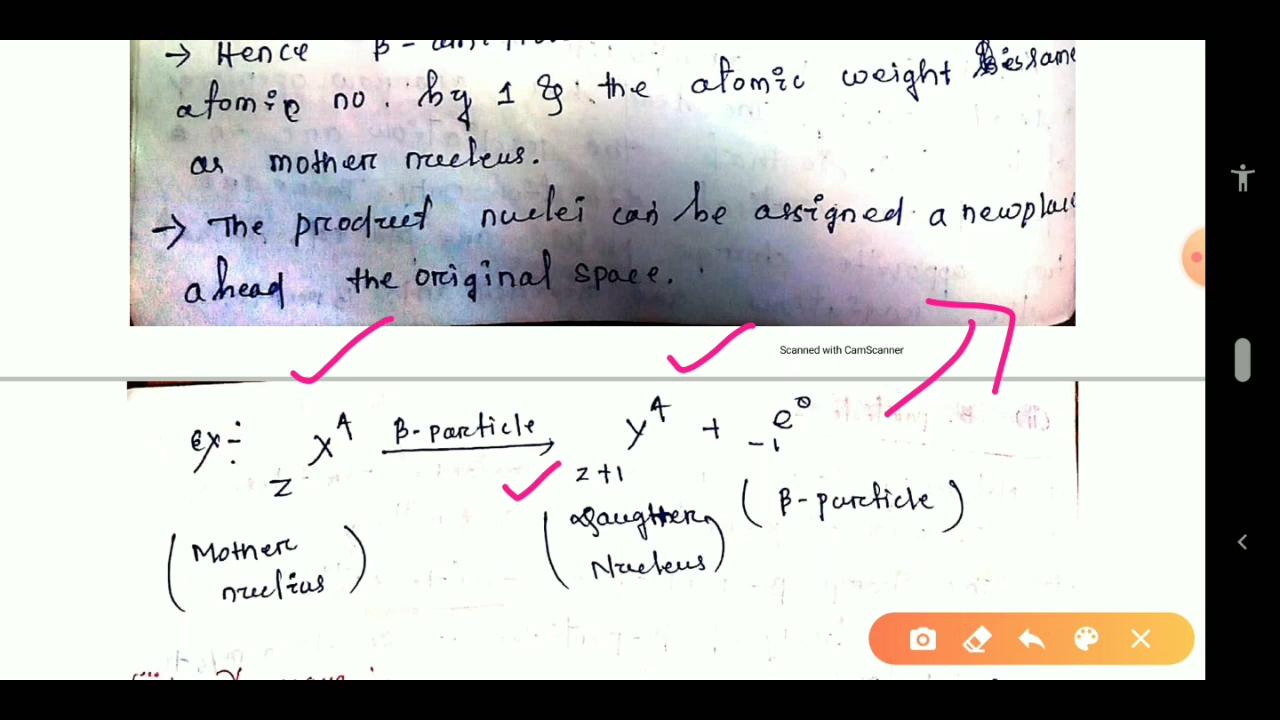 → Hence β-
atomic no. by 1 & the atomic weight is same
as mother nucleus.
→ The product nuclei can be assigned a new place
ahead the original space.
Scanned with CamScanner
ex:- zX^A β-particle → z+1Y^A + -1e^0
(Mother nuclius) (Daughter Nucleus) (β-particle)